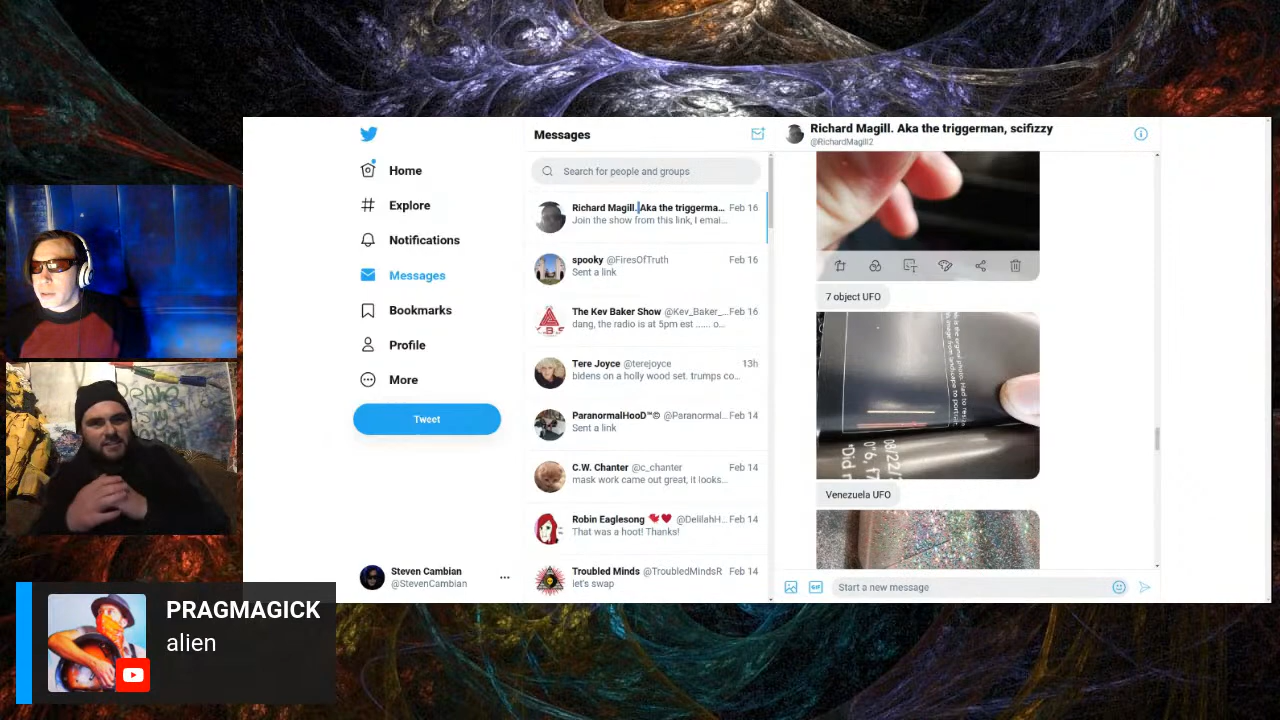 Home
Explore
Notifications
Messages
Bookmarks
Profile
More
Tweet
Steven Cambian
@StevenCambian
Messages
Search for people and groups
Richard Magill. Aka the triggerma... Feb 16
Join the show from this link, I emai...
spooky @FiresOfTruth Feb 16
Sent a link
The Kev Baker Show @Kev_Baker_... Feb 16
dang, the radio is at 5pm est ...... o...
Tere Joyce @terejoyce 13h
bidens on a holly wood set. trumps co...
ParanormalHooD™© @Paranormal... Feb 14
Sent a link
C.W. Chanter @c_chanter Feb 14
mask work came out great, it looks...
Robin Eaglesong @DelilahH... Feb 14
That was a hoot! Thanks!
Troubled Minds @TroubledMindsR Feb 14
let's swap
Richard Magill. Aka the triggerman, scifizzy
@RichardMagill2
7 object UFO
08/22/
"Did
Venezuela UFO
GIF
Start a new message
PRAGMAGICK
alien